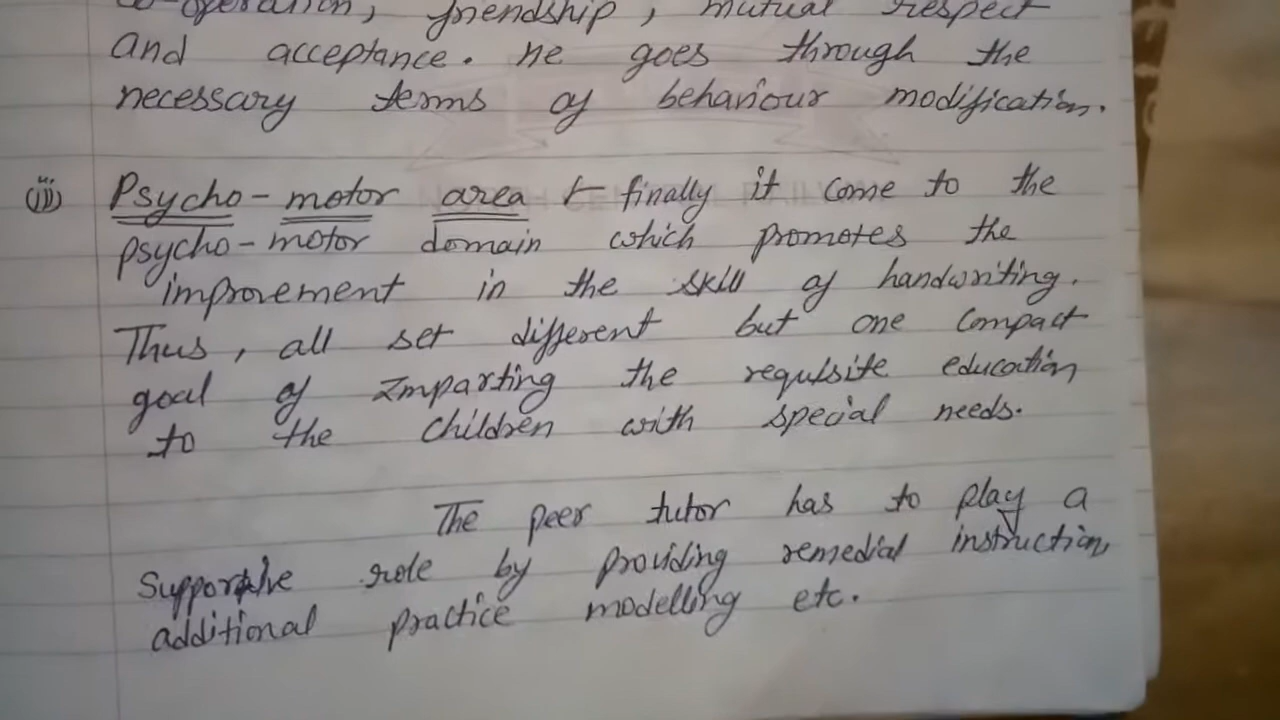 co-operation, friendship, mutual respect
and acceptance. he goes through the
necessary terms of behaviour modification.
(iii) Psycho-motor area :- finally it come to the
psycho-motor domain which promotes the
improvement in the skill of handwriting.
Thus, all set different but one compact
goal of Imparting the requisite education
to the children with special needs.
The peer tutor has to play a
Supportive role by providing remedial instruction,
additional practice modelling etc.